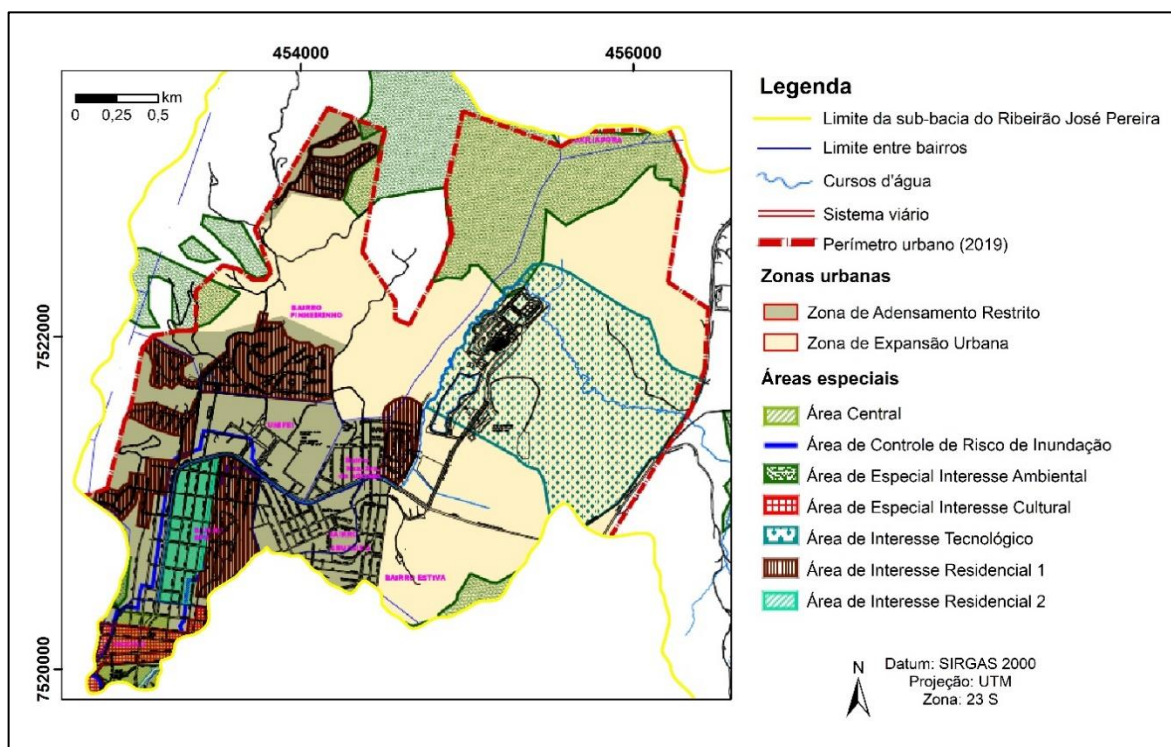 454000
456000
km
0 0,25 0,5
7522000
7520000
BAIRRO
PINHEIRINHO
UNIFEI
BAIRRO
BAIRRO ESTIVA
Legenda
Limite da sub-bacia do Ribeirão José Pereira
Limite entre bairros
Cursos d'água
Sistema viário
Perímetro urbano (2019)
Zonas urbanas
Zona de Adensamento Restrito
Zona de Expansão Urbana
Áreas especiais
Área Central
Área de Controle de Risco de Inundação
Área de Especial Interesse Ambiental
Área de Especial Interesse Cultural
Área de Interesse Tecnológico
Área de Interesse Residencial 1
Área de Interesse Residencial 2
N
Datum: SIRGAS 2000
Projeção: UTM
Zona: 23 S